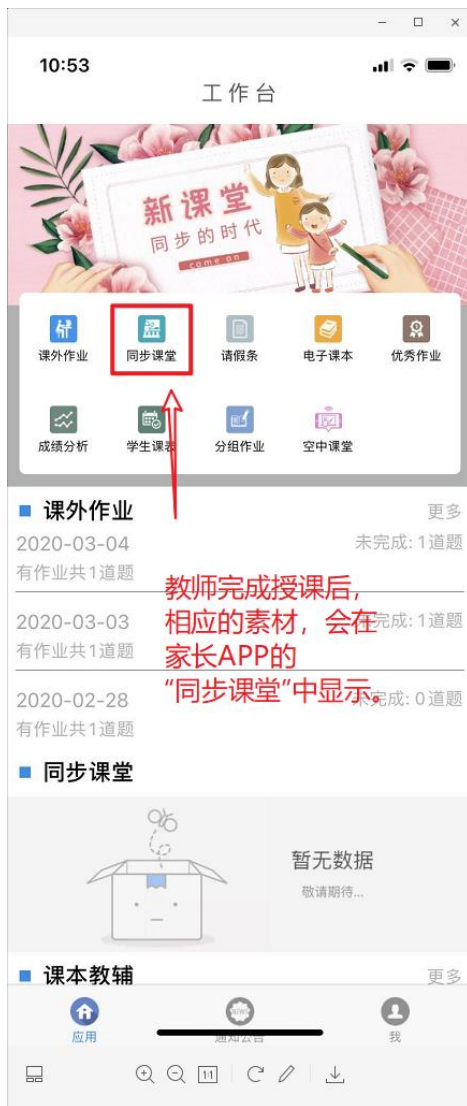 10:53
工作台
新课堂
同步的时代
come on
课外作业 同步课堂 请假条 电子课本 优秀作业
成绩分析 学生课表 分组作业 空中课堂
课外作业 更多
2020-03-04 未完成: 1道题
有作业共1道题
教师完成授课后，
2020-03-03 未完成: 1道题
相应的素材，会在
有作业共1道题
家长APP的
“同步课堂”中显示。
2020-02-28 未完成: 0道题
有作业共1道题
同步课堂
暂无数据
敬请期待...
课本教辅 更多
NEWS
应用 通知公告 我
1:1